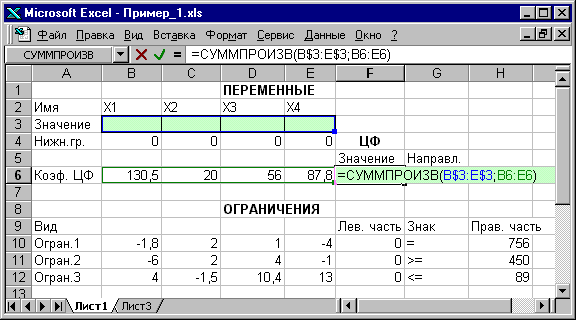 Microsoft Excel - Пример_1.xls
Файл Правка Вид Вставка Формат Сервис Данные Окно ?
СУММПРОИЗВ =СУММПРОИЗВ(B$3:E$3;B6:E6)
A B C D E F G H
1 ПЕРЕМЕННЫЕ
2 Имя X1 X2 X3 X4
3 Значение
4 Нижн.гр. 0 0 0 0 ЦФ
5 Значение Направл.
6 Коэф. ЦФ 130,5 20 56 87,8 =СУММПРОИЗВ(B$3:E$3;B6:E6)
7
8 ОГРАНИЧЕНИЯ
9 Вид Лев. часть Знак Прав. часть
10 Огран.1 -1,8 2 1 -4 0 = 756
11 Огран.2 -6 2 4 -1 0 >= 450
12 Огран.3 4 -1,5 10,4 13 0 <= 89
13
Лист1 Лист3